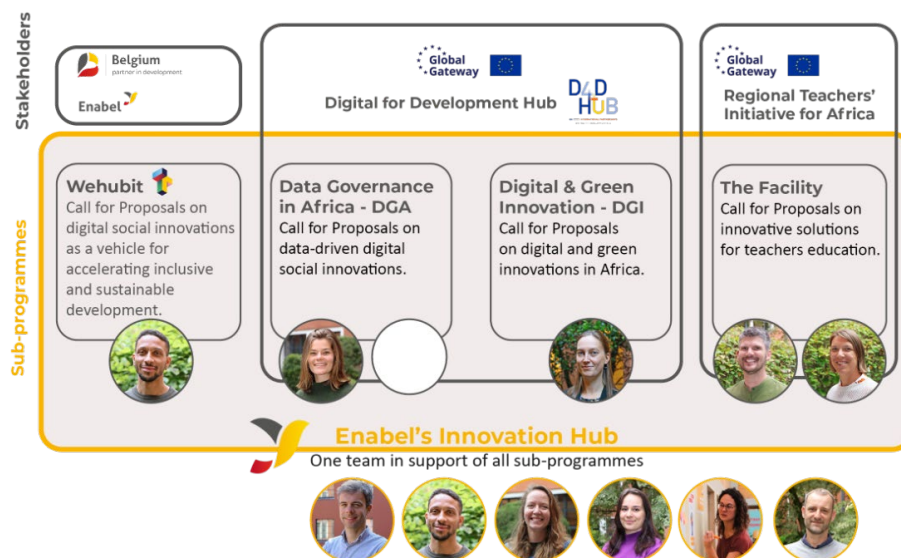 Stakeholders
Belgium
partner in development
Enabel
Global
Gateway
Digital for Development Hub
D4D
HUB
Global
Gateway
Regional Teachers'
Initiative for Africa
Sub-programmes
Wehubit
Call for Proposals on
digital social innovations
as a vehicle for
accelerating inclusive
and sustainable
development.
Data Governance
in Africa - DGA
Call for Proposals on
data-driven digital
social innovations.
Digital & Green
Innovation - DGI
Call for Proposals
on digital and green
innovations in Africa.
The Facility
Call for Proposals on
innovative solutions
for teachers education.
Enabel's Innovation Hub
One team in support of all sub-programmes